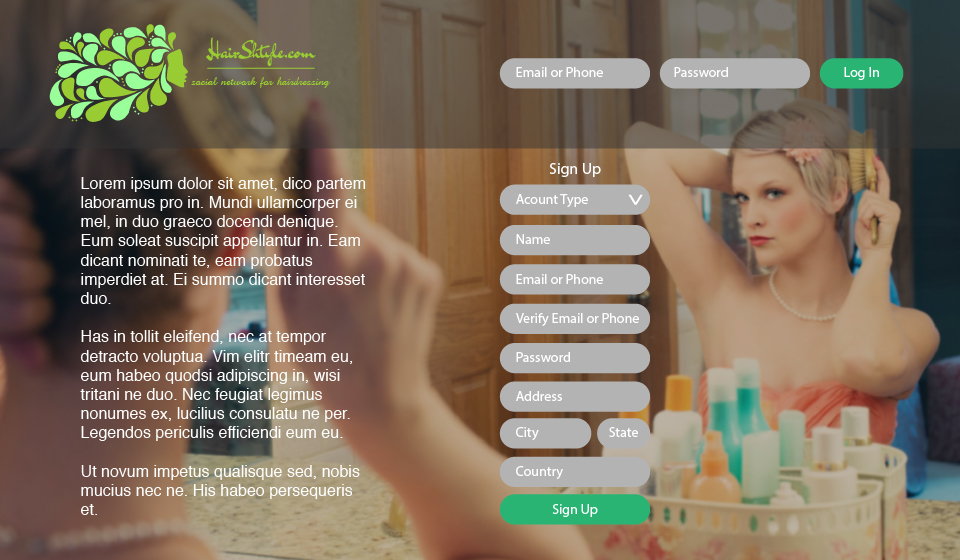 HairShtyle.com
social network for hairdressing
Email or Phone
Password
Log In
Lorem ipsum dolor sit amet, dico partem
laboramus pro in. Mundi ullamcorper ei
mel, in duo graeco docendi denique.
Eum soleat suscipit appellantur in. Eam
dicant nominati te, eam probatus
imperdiet at. Ei summo dicant interesset
duo.
Has in tollit eleifend, nec at tempor
detracto voluptua. Vim elitr timeam eu,
eum habeo quodsi adipiscing in, wisi
tritani ne duo. Nec feugiat legimus
nonumes ex, lucilius consulatu ne per.
Legendos periculis efficiendi eum eu.
Ut novum impetus qualisque sed, nobis
mucius nec ne. His habeo persequeris
et.
Sign Up
Acount Type
Name
Email or Phone
Verify Email or Phone
Password
Address
City
State
Country
Sign Up